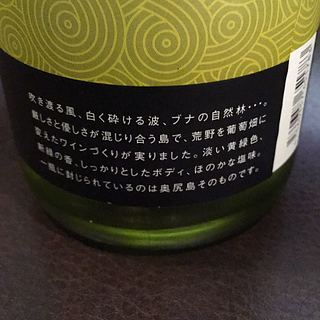 吹き渡る風、白く砕ける波、ブナの自然林･･･。
厳しさと優しさが混じり合う島で、荒野を葡萄畑に
変えたワインづくりが実りました。淡い黄緑色、
新緑の香、しっかりとしたボディ、ほのかな塩味。
一瓶に封じられているのは奥尻島そのものです。